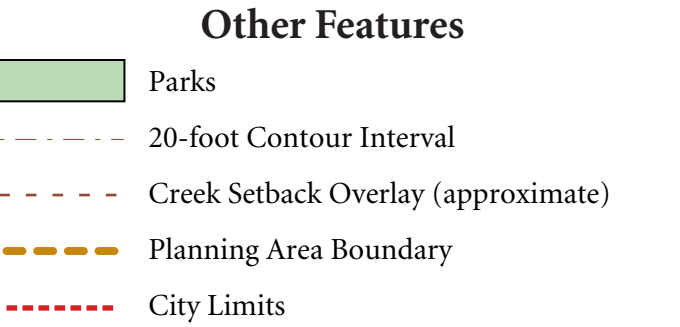 Other Features
Parks
20-foot Contour Interval
Creek Setback Overlay (approximate)
Planning Area Boundary
City Limits